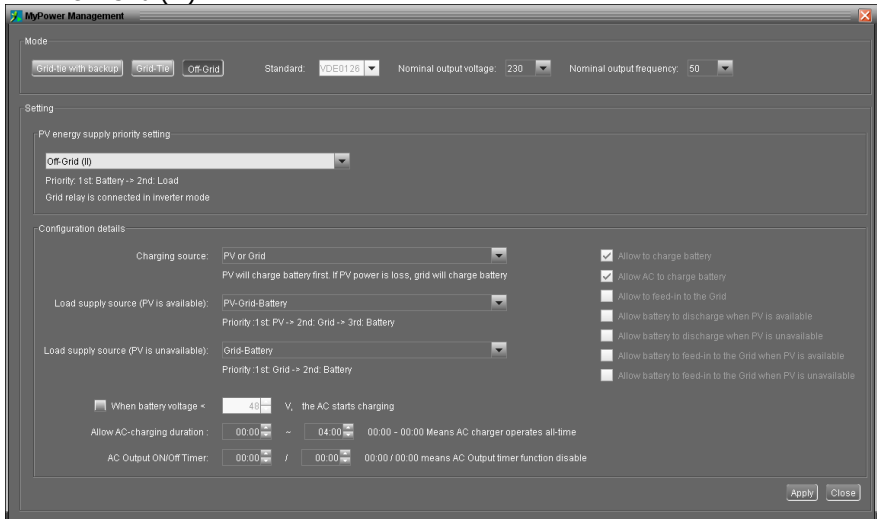 MyPower Management
Mode
Grid-tie with backup Grid-Tie Off-Grid Standard: VDE0126 Nominal output voltage: 230 Nominal output frequency: 50
Setting
PV energy supply priority setting
Off-Grid (II)
Priority: 1st: Battery -> 2nd: Load
Grid relay is connected in inverter mode
Configuration details
Charging source: PV or Grid
PV will charge battery first. If PV power is loss, grid will charge battery
Load supply source (PV is available): PV-Grid-Battery
Priority :1st: PV -> 2nd: Grid -> 3rd: Battery
Load supply source (PV is unavailable): Grid-Battery
Priority :1st: Grid -> 2nd: Battery
Allow to charge battery
Allow AC to charge battery
Allow to feed-in to the Grid
Allow battery to discharge when PV is available
Allow battery to discharge when PV is unavailable
Allow battery to feed-in to the Grid when PV is available
Allow battery to feed-in to the Grid when PV is unavailable
When battery voltage < 48 V, the AC starts charging
Allow AC-charging duration : 00:00 ~ 04:00 00:00 - 00:00 Means AC charger operates all-time
AC Output ON/Off Timer: 00:00 / 00:00 00:00 / 00:00 means AC Output timer function disable
Apply Close